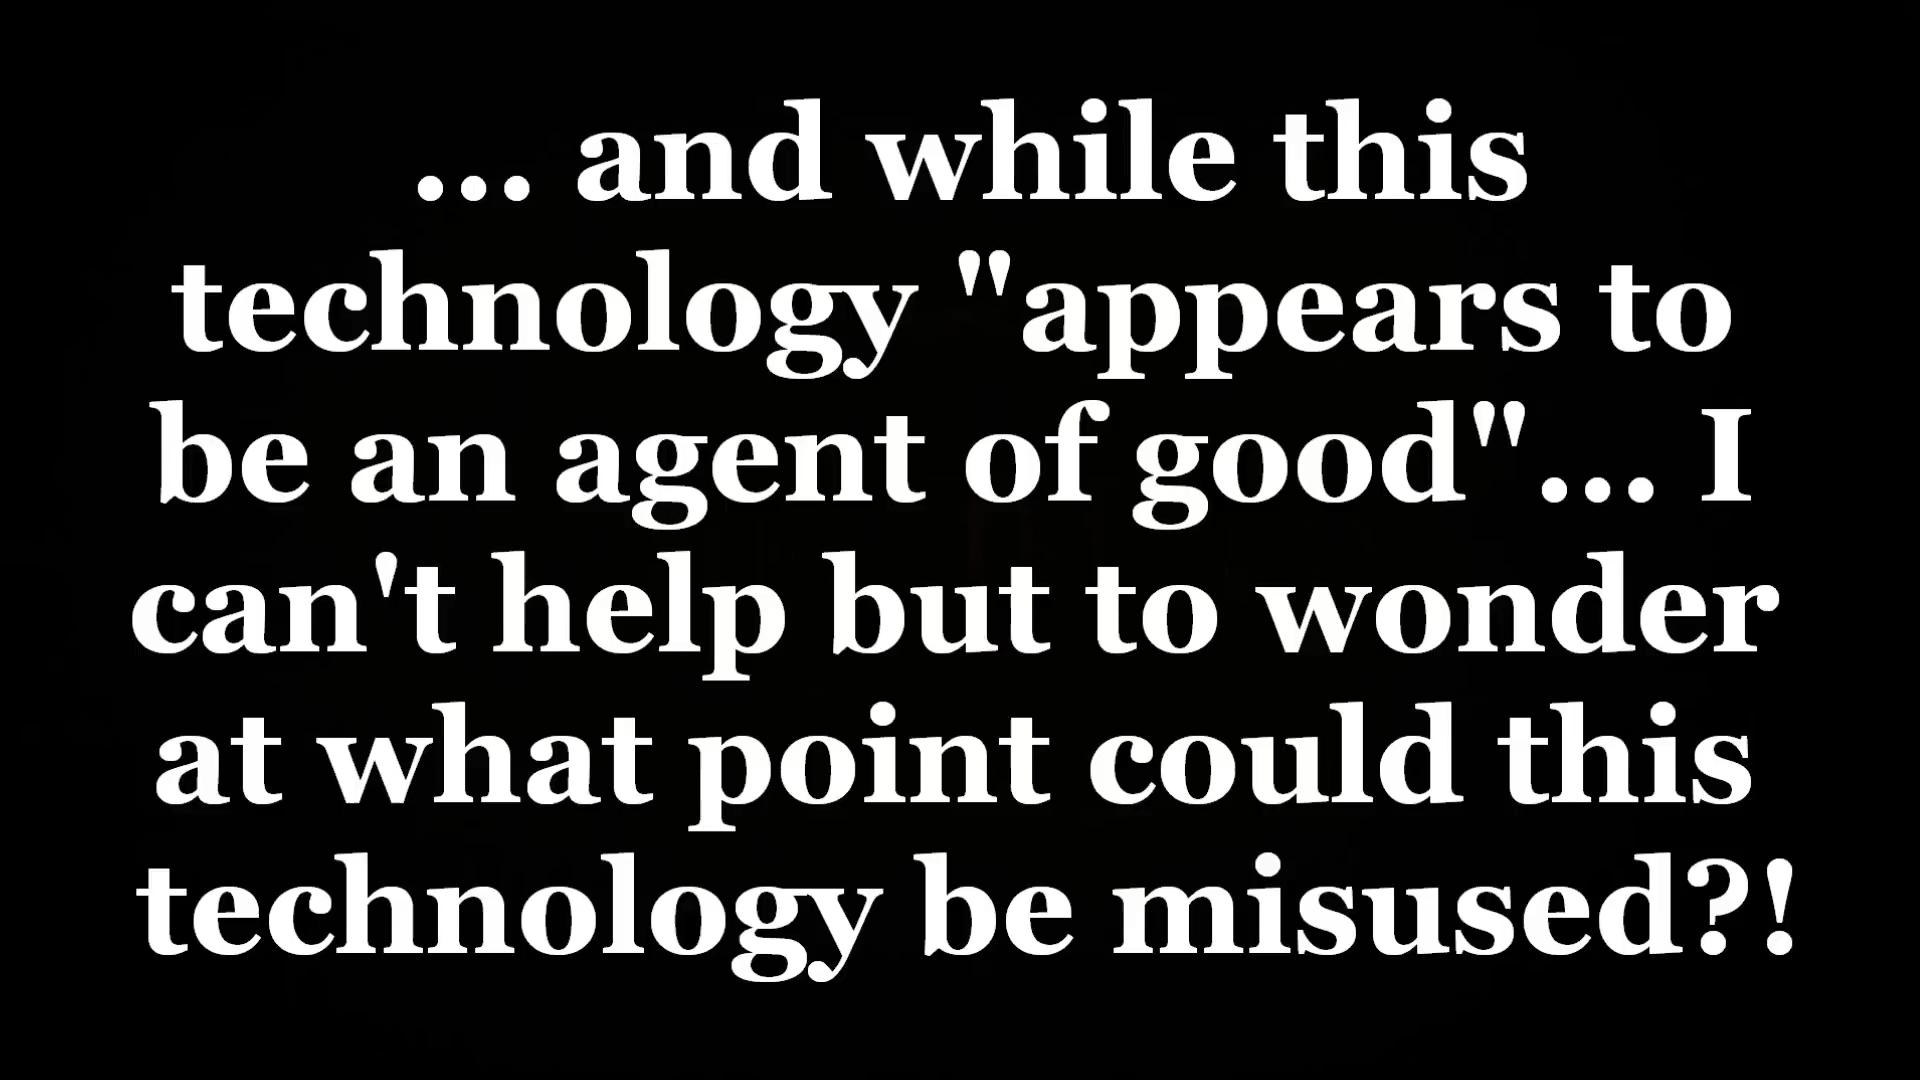 ... and while this
technology "appears to
be an agent of good"... I
can't help but to wonder
at what point could this
technology be misused?!